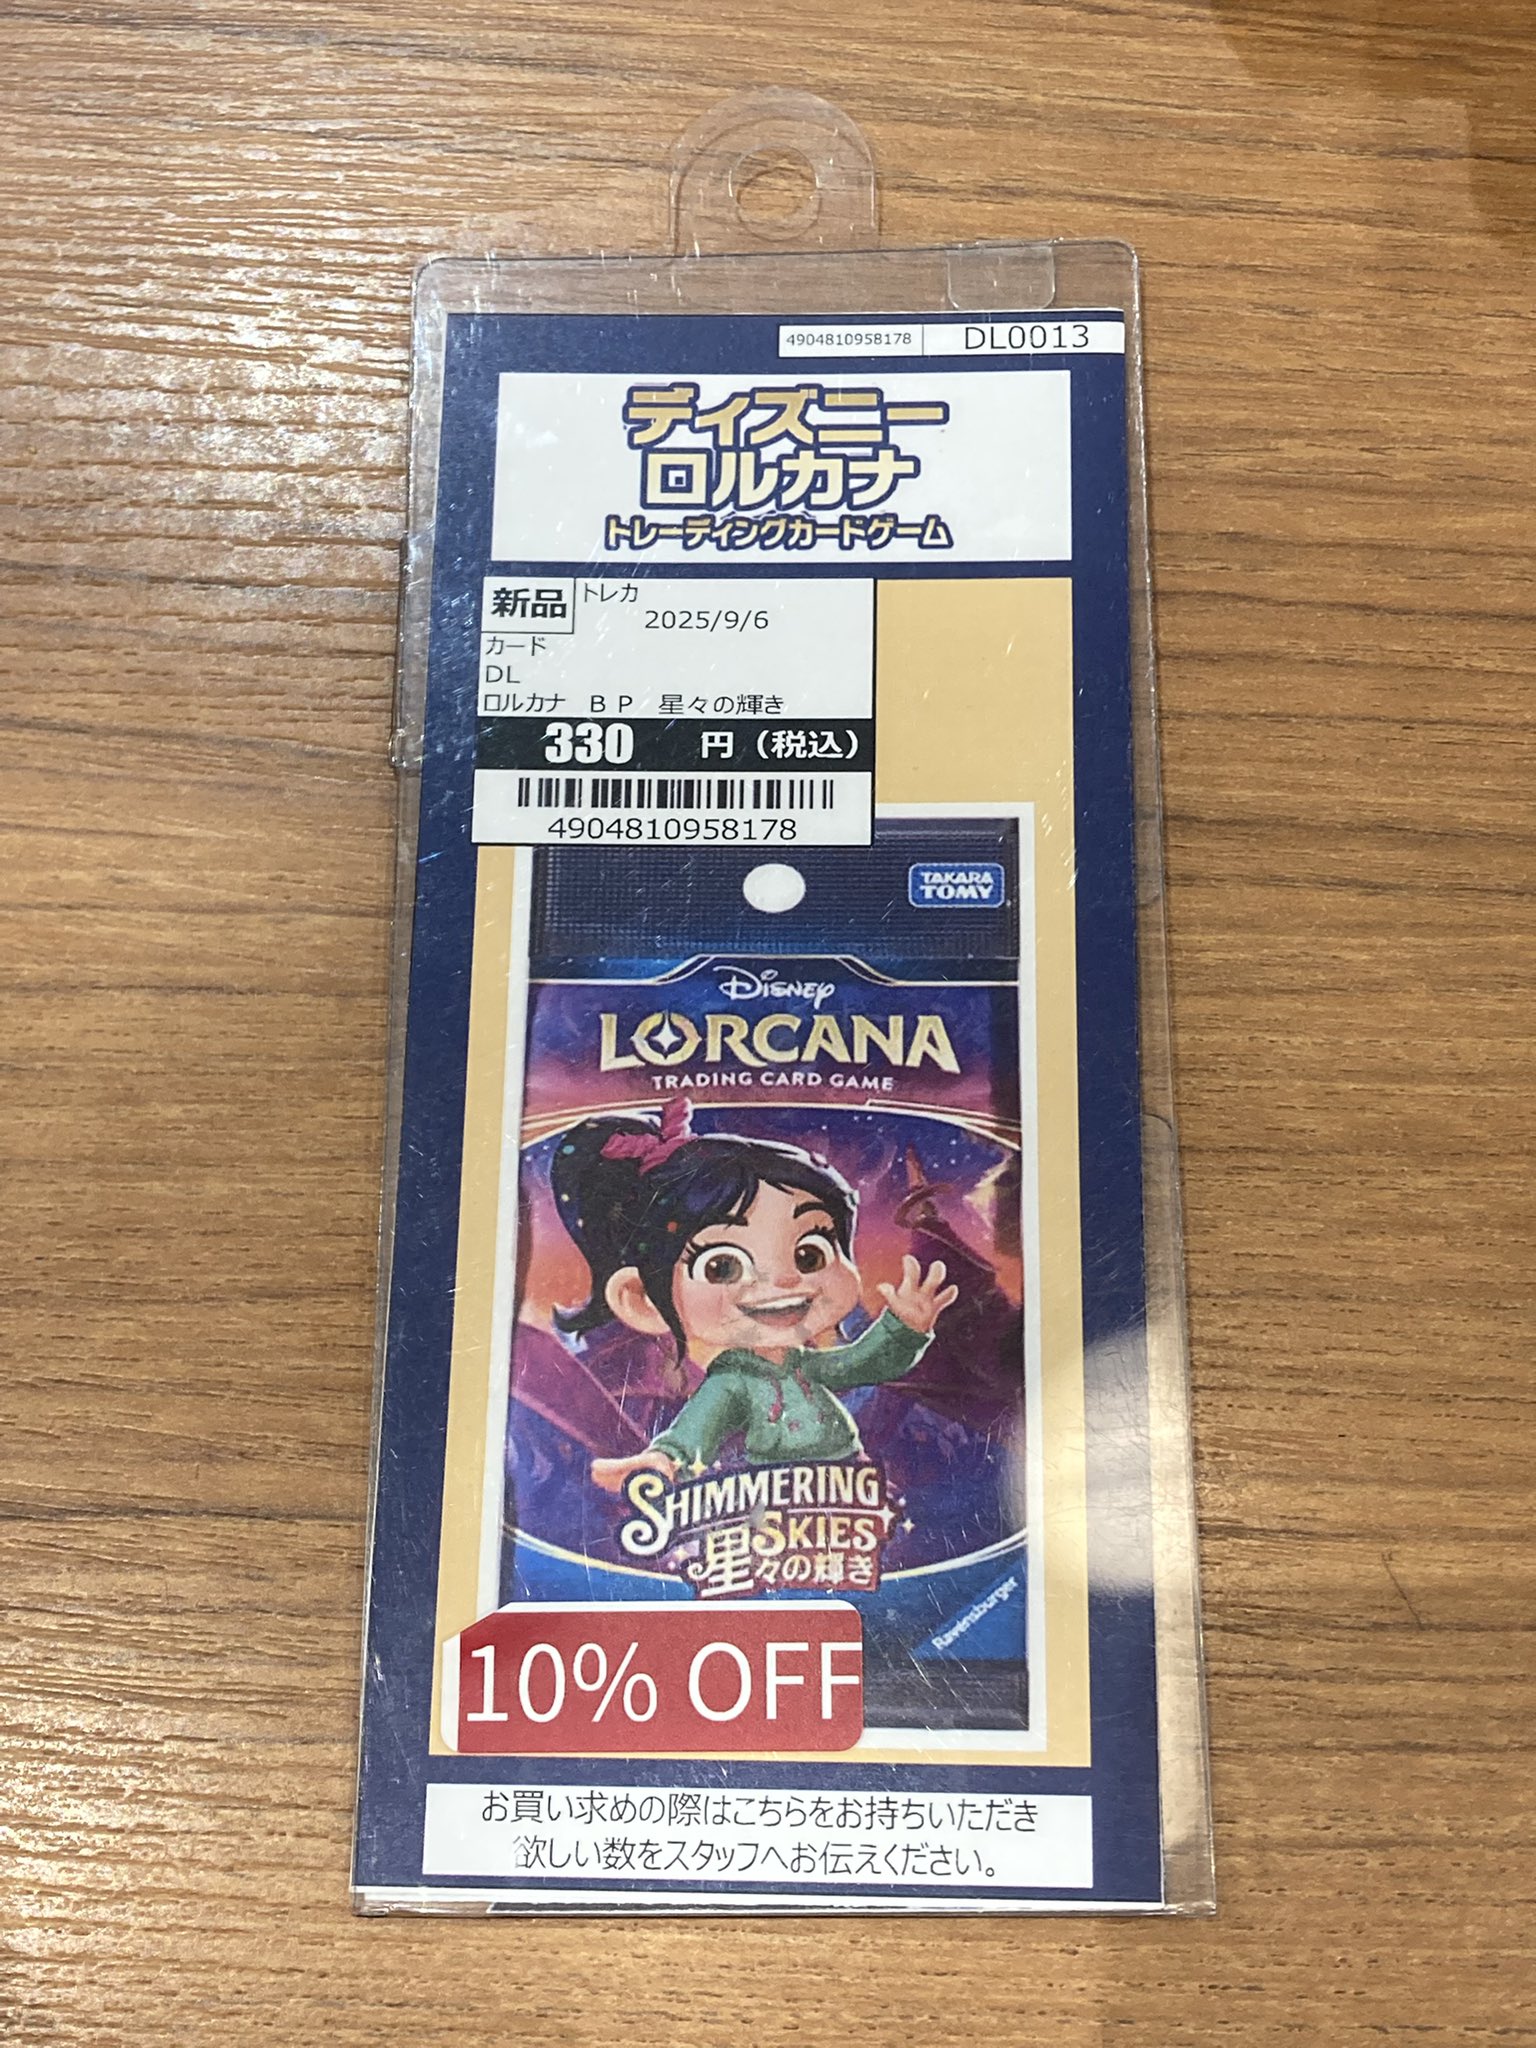 4904810958178 DL0013
ディズニー
ロルカナ
トレーディングカードゲーム
新品 トレカ
2025/9/6
カード
DL
ロルカナ　ＢＰ　星々の輝き
330 円（税込）
4904810958178
TAKARA
TOMY
Disney
LORCANA
TRADING CARD GAME
SHIMMERING
SKIES
星々の輝き
Ravensburger
10% OFF
お買い求めの際はこちらをお持ちいただき
欲しい数をスタッフへお伝えください。